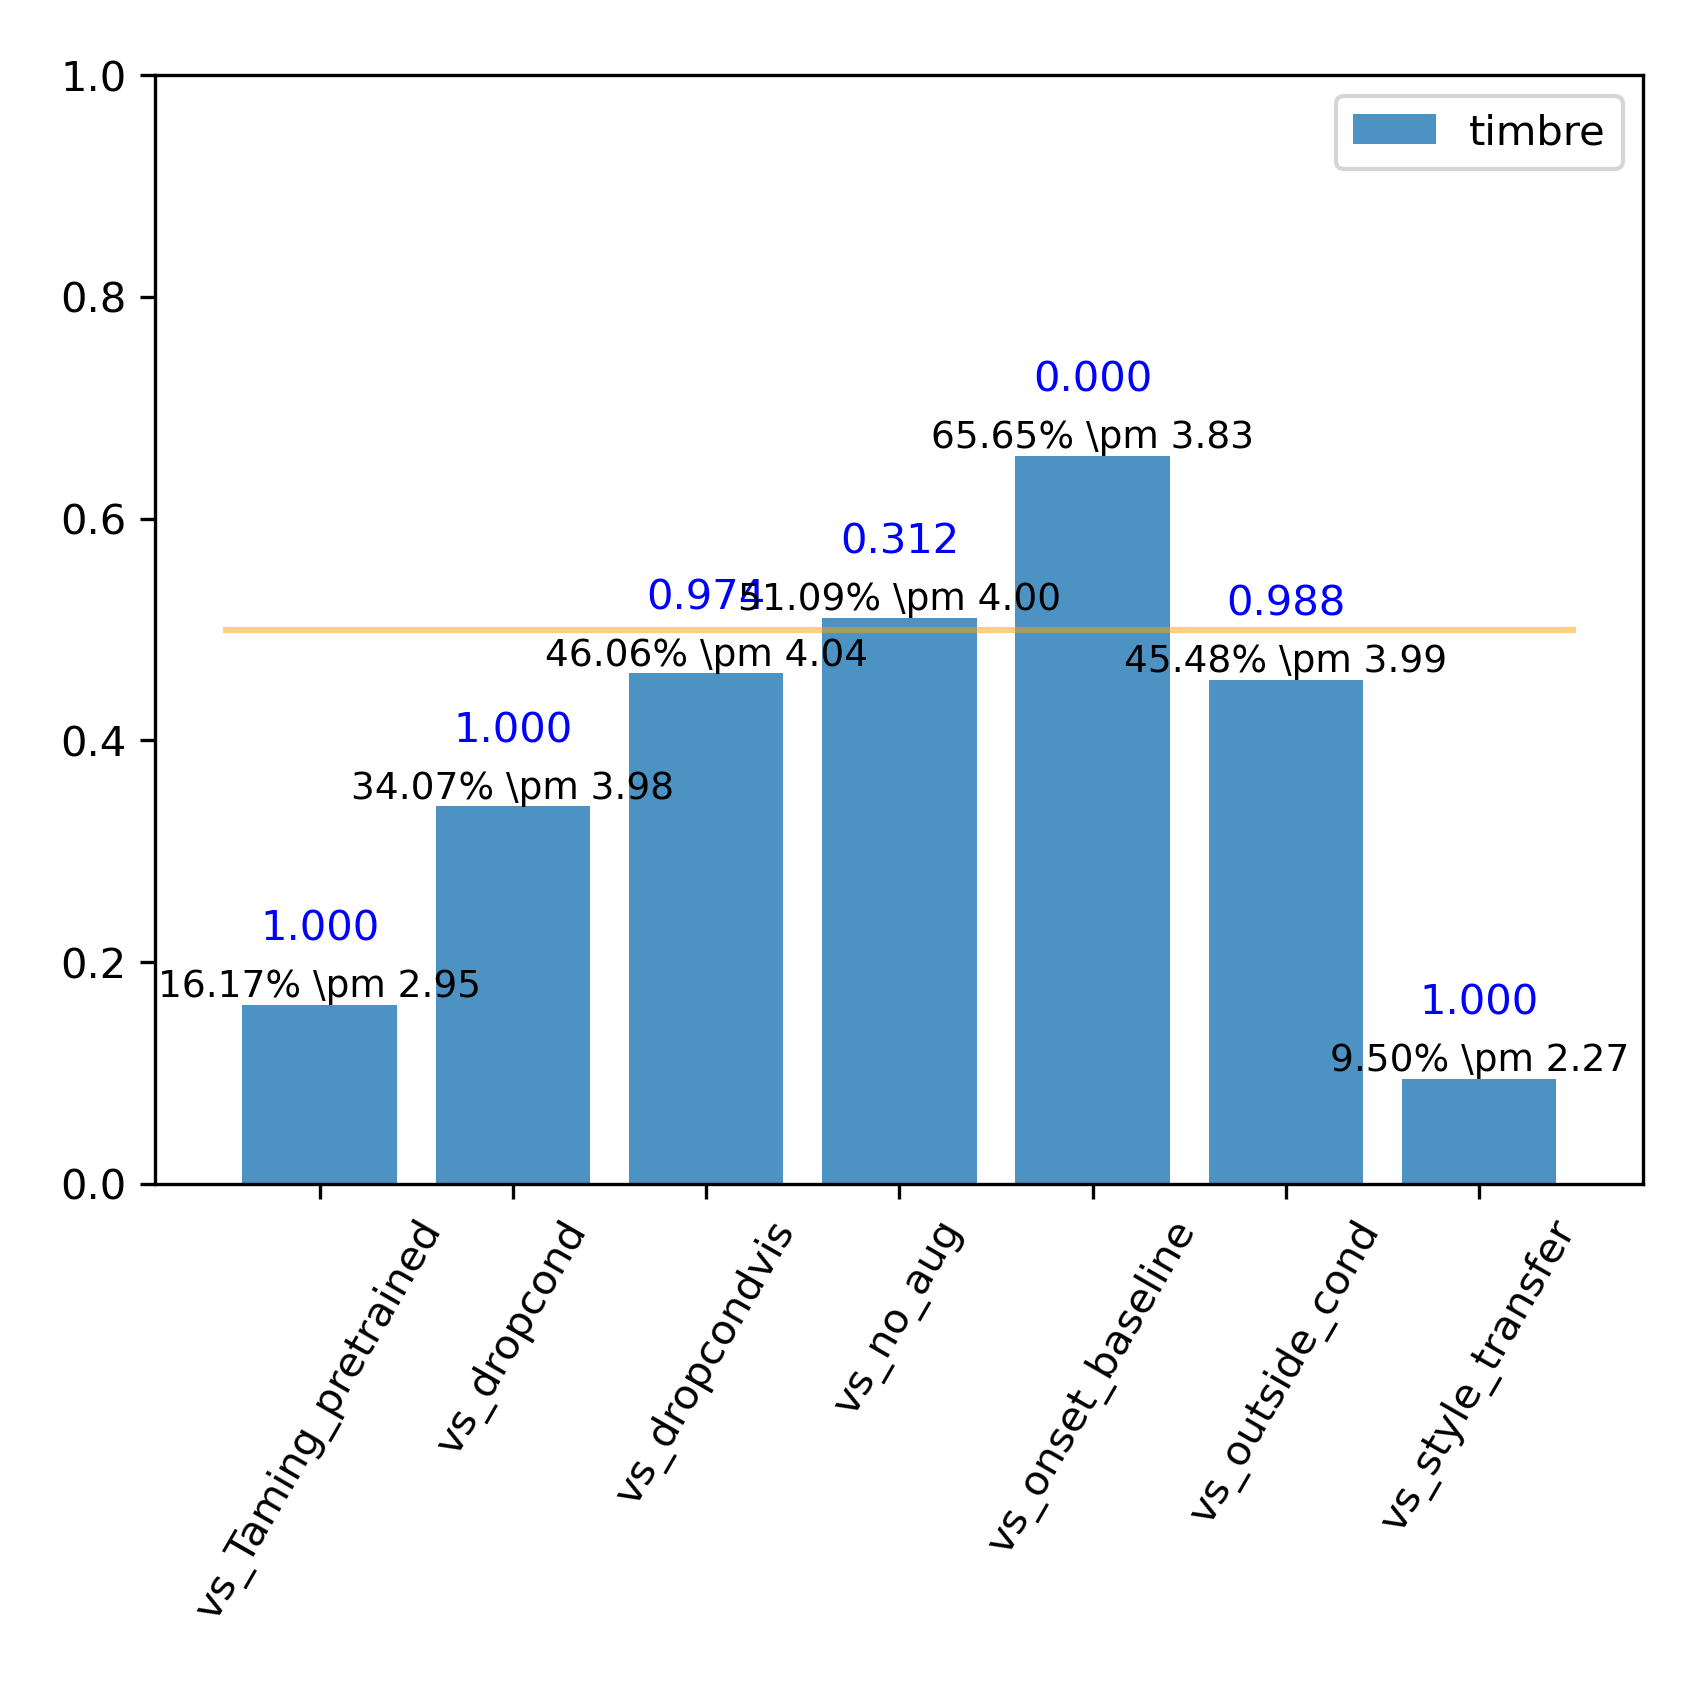 1.0
timbre
0.8
0.000
65.65% \pm 3.83
0.6
0.312
0.974
51.09% \pm 4.00
0.988
46.06% \pm 4.04
45.48% \pm 3.99
0.4
1.000
34.07% \pm 3.98
1.000
0.2
16.17% \pm 2.95
1.000
9.50% \pm 2.27
0.0
vs_Taming_pretrained
vs_dropcond
vs_dropcondvis
vs_no_aug
vs_onset_baseline
vs_outside_cond
vs_style_transfer